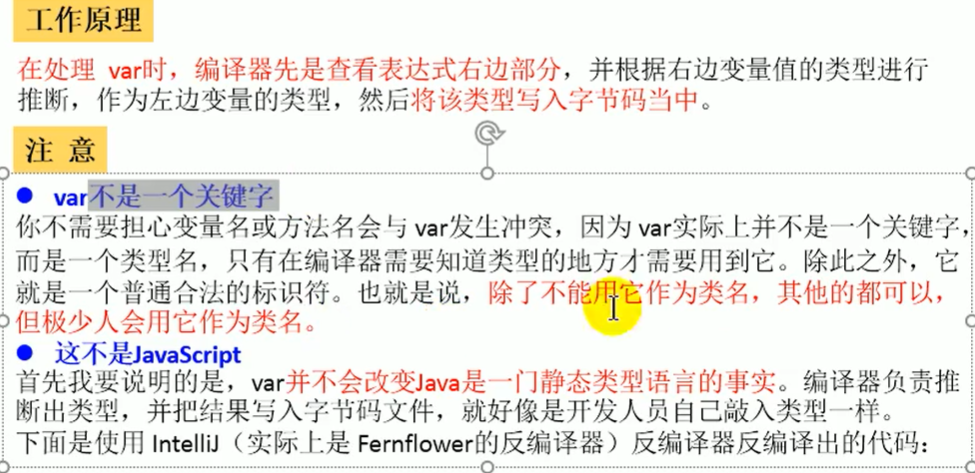 工作原理
在处理 var时，编译器先是查看表达式右边部分，并根据右边变量值的类型进行
推断，作为左边变量的类型，然后将该类型写入字节码当中。
注 意
● var不是一个关键字
你不需要担心变量名或方法名会与 var发生冲突，因为 var实际上并不是一个关键字，
而是一个类型名，只有在编译器需要知道类型的地方才需要用到它。除此之外，它
就是一个普通合法的标识符。也就是说，除了不能用它作为类名，其他的都可以，
但极少人会用它作为类名。
● 这不是JavaScript
首先我要说明的是，var并不会改变Java是一门静态类型语言的事实。编译器负责推
断出类型，并把结果写入字节码文件，就好像是开发人员自己敲入类型一样。
下面是使用 IntelliJ（实际上是 Fernflower的反编译器）反编译器反编译出的代码：